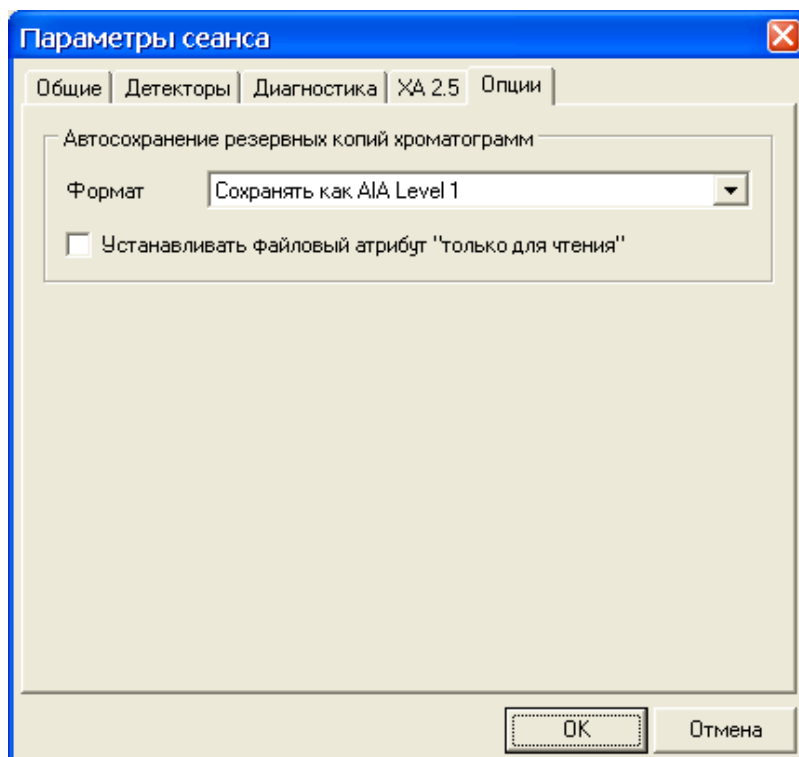 Параметры сеанса
Общие Детекторы Диагностика ХА 2.5 Опции
Автосохранение резервных копий хроматограмм
Формат Сохранять как AIA Level 1
Устанавливать файловый атрибут "только для чтения"
OK Отмена